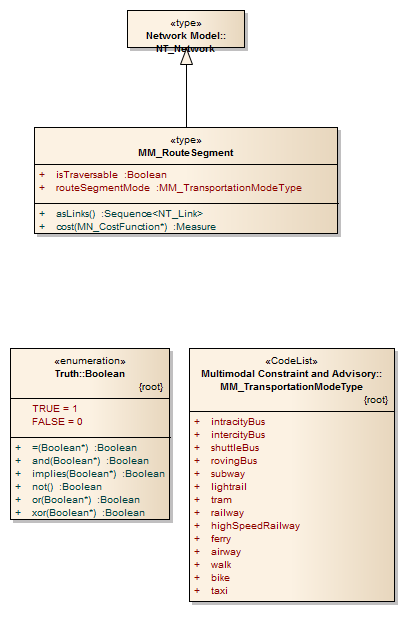 «type»
Network Model::
NT_Network
«type»
MM_RouteSegment
+ isTraversable :Boolean
+ routeSegmentMode :MM_TransportationModeType
+ asLinks() :Sequence<NT_Link>
+ cost(MN_CostFunction*) :Measure
«enumeration»
Truth::Boolean
{root}
TRUE = 1
FALSE = 0
+ =(Boolean*) :Boolean
+ and(Boolean*) :Boolean
+ implies(Boolean*) :Boolean
+ not() :Boolean
+ or(Boolean*) :Boolean
+ xor(Boolean*) :Boolean
«CodeList»
Multimodal Constraint and Advisory::
MM_TransportationModeType
{root}
+ intracityBus
+ intercityBus
+ shuttleBus
+ rovingBus
+ subway
+ lightrail
+ tram
+ railway
+ highSpeedRailway
+ ferry
+ airway
+ walk
+ bike
+ taxi